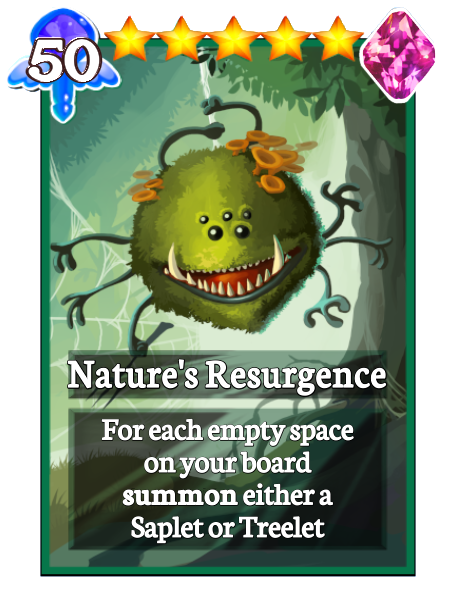 50
Nature's Resurgence
For each empty space
on your board
summon either a
Saplet or Treelet